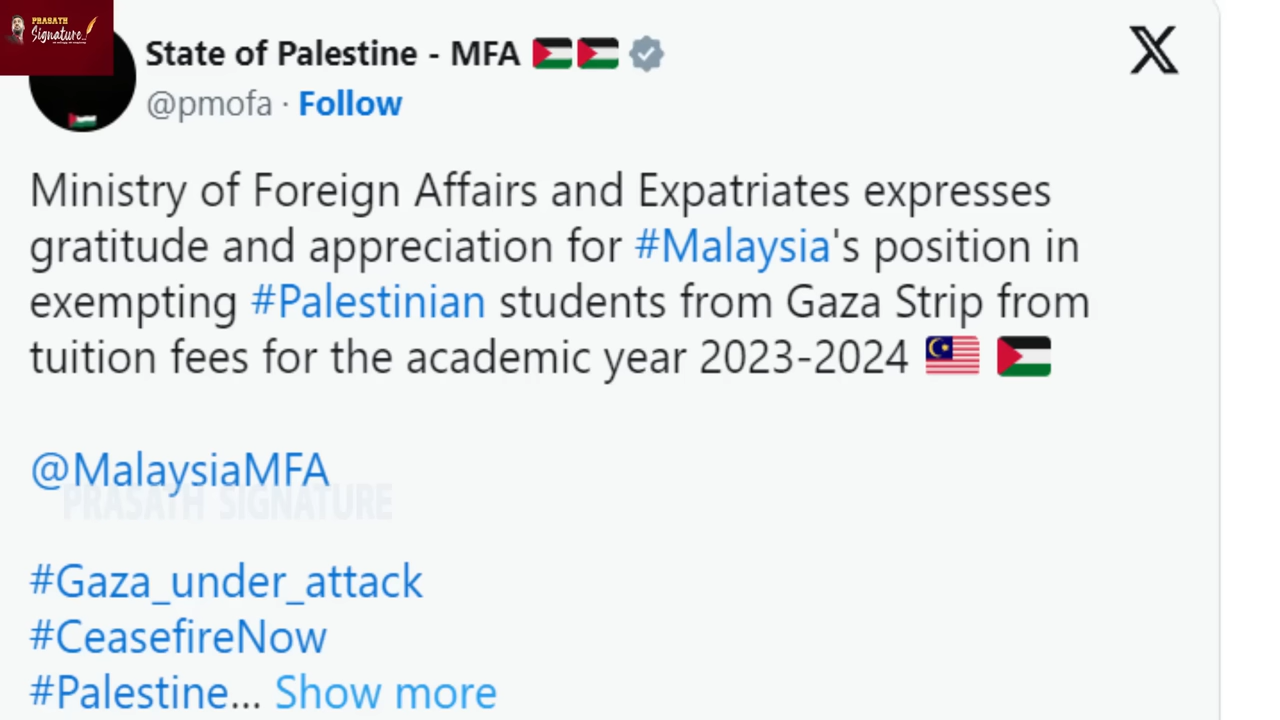 PRASATH
Signature..!
State of Palestine - MFA 🇵🇸🇵🇸
@pmofa · Follow
Ministry of Foreign Affairs and Expatriates expresses
gratitude and appreciation for #Malaysia's position in
exempting #Palestinian students from Gaza Strip from
tuition fees for the academic year 2023-2024 🇲🇾 🇵🇸
@MalaysiaMFA
PRASATH SIGNATURE
#Gaza_under_attack
#CeasefireNow
#Palestine... Show more